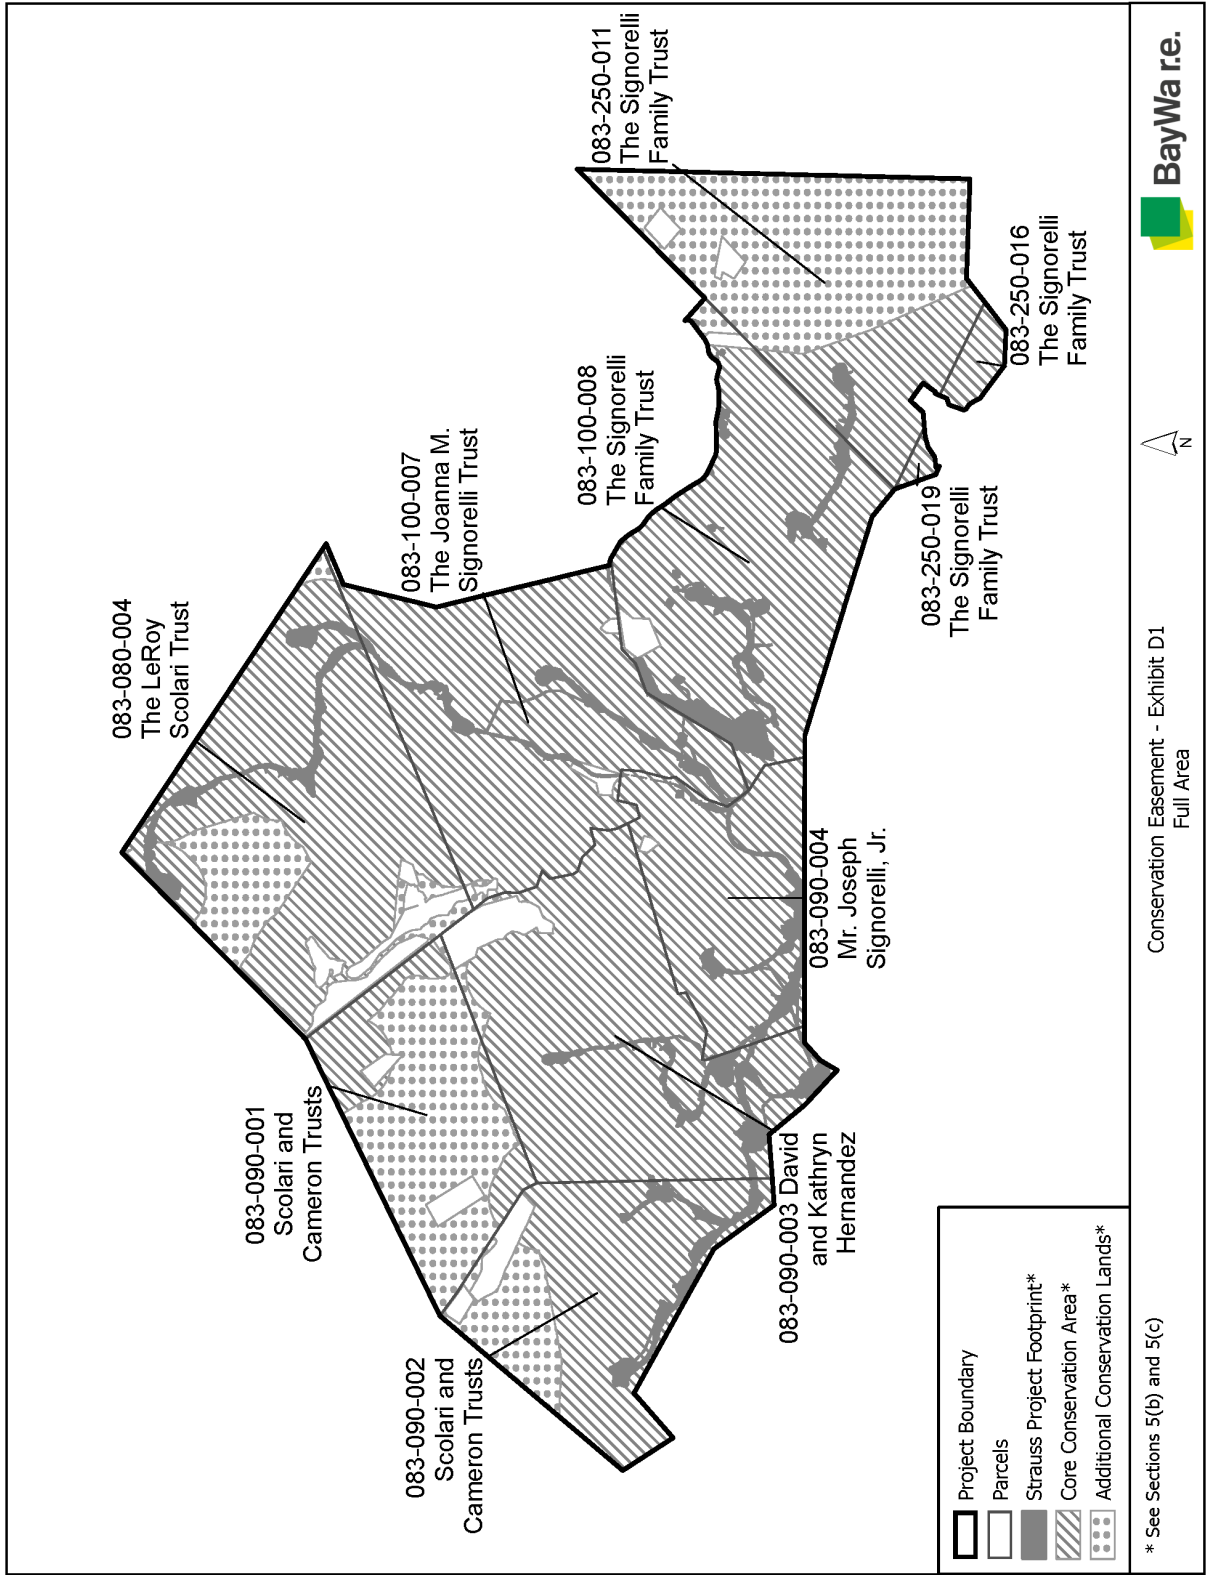 083-090-002
Scolari and
Cameron Trusts
083-090-001
Scolari and
Cameron Trusts
083-080-004
The LeRoy
Scolari Trust
083-100-007
The Joanna M.
Signorelli Trust
083-100-008
The Signorelli
Family Trust
083-250-011
The Signorelli
Family Trust
083-090-003 David
and Kathryn
Hernandez
083-090-004
Mr. Joseph
Signorelli, Jr.
083-250-019
The Signorelli
Family Trust
083-250-016
The Signorelli
Family Trust
Project Boundary
Parcels
Strauss Project Footprint*
Core Conservation Area*
Additional Conservation Lands*
* See Sections 5(b) and 5(c)
Conservation Easement - Exhibit D1
Full Area
N
BayWa r.e.